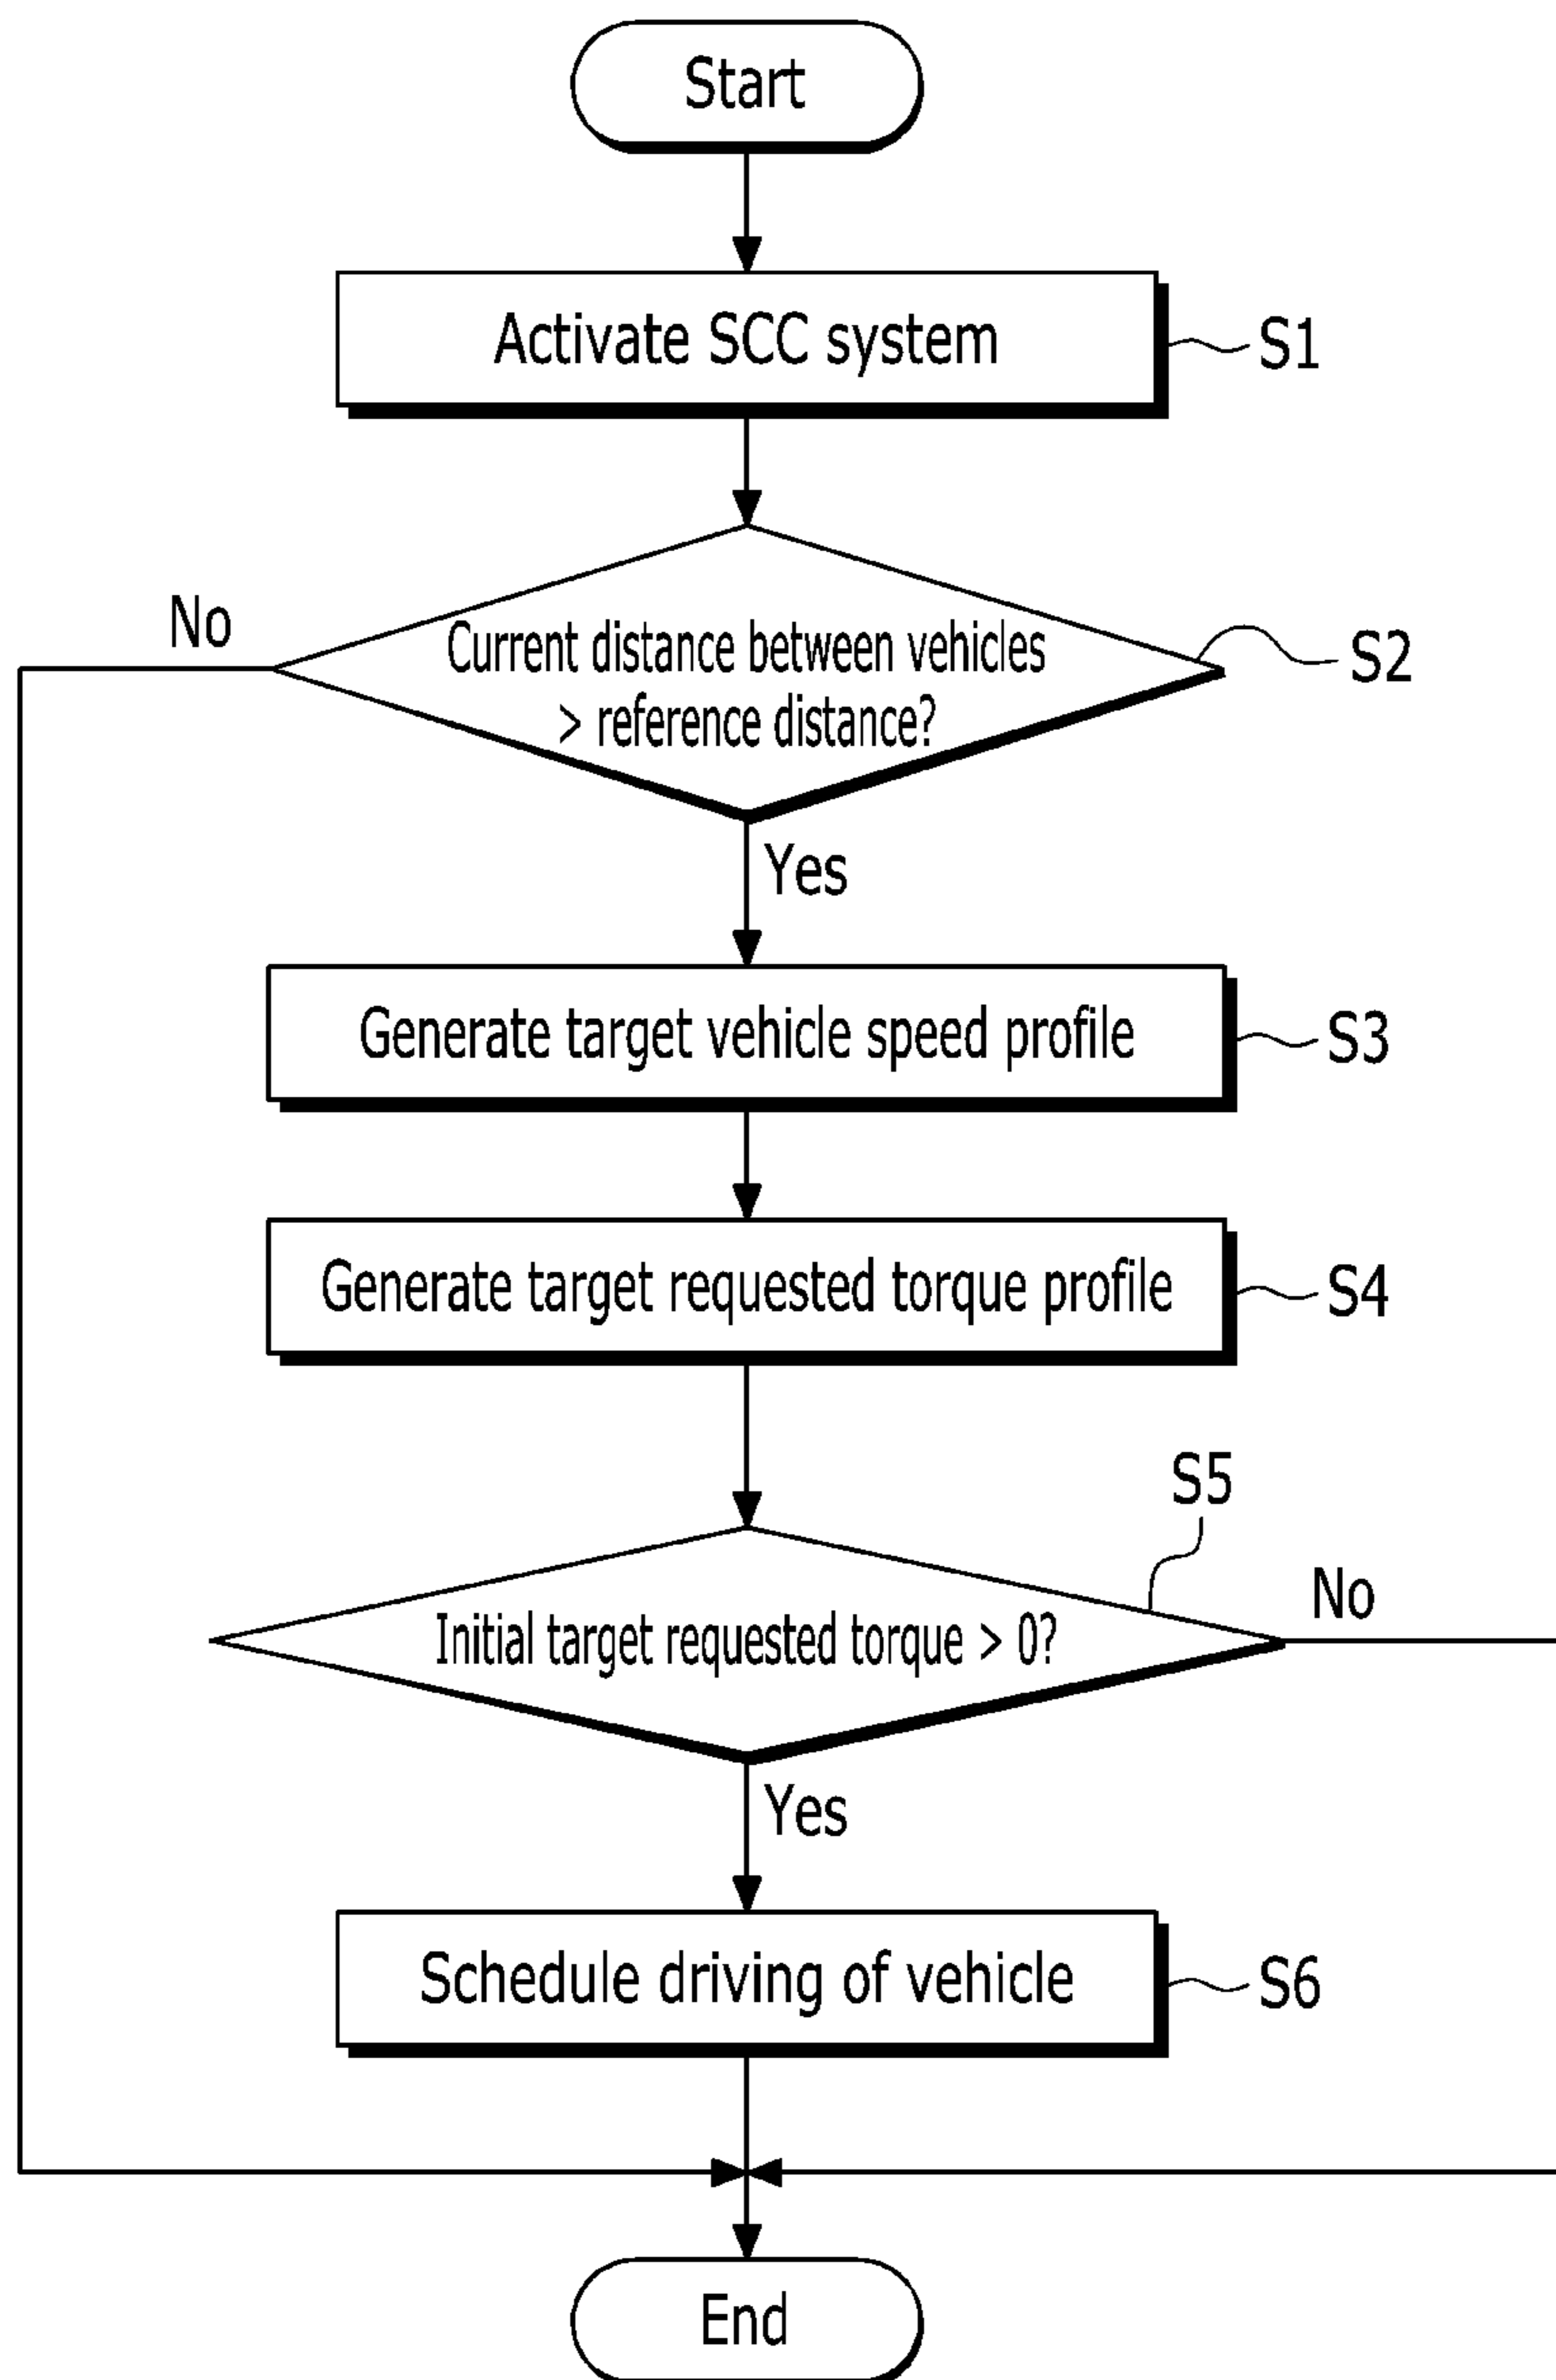 Start
Activate SCC system
S1
No
Current distance between vehicles
> reference distance?
S2
Yes
Generate target vehicle speed profile
S3
Generate target requested torque profile
S4
S5
Initial target requested torque > 0?
No
Yes
Schedule driving of vehicle
S6
End